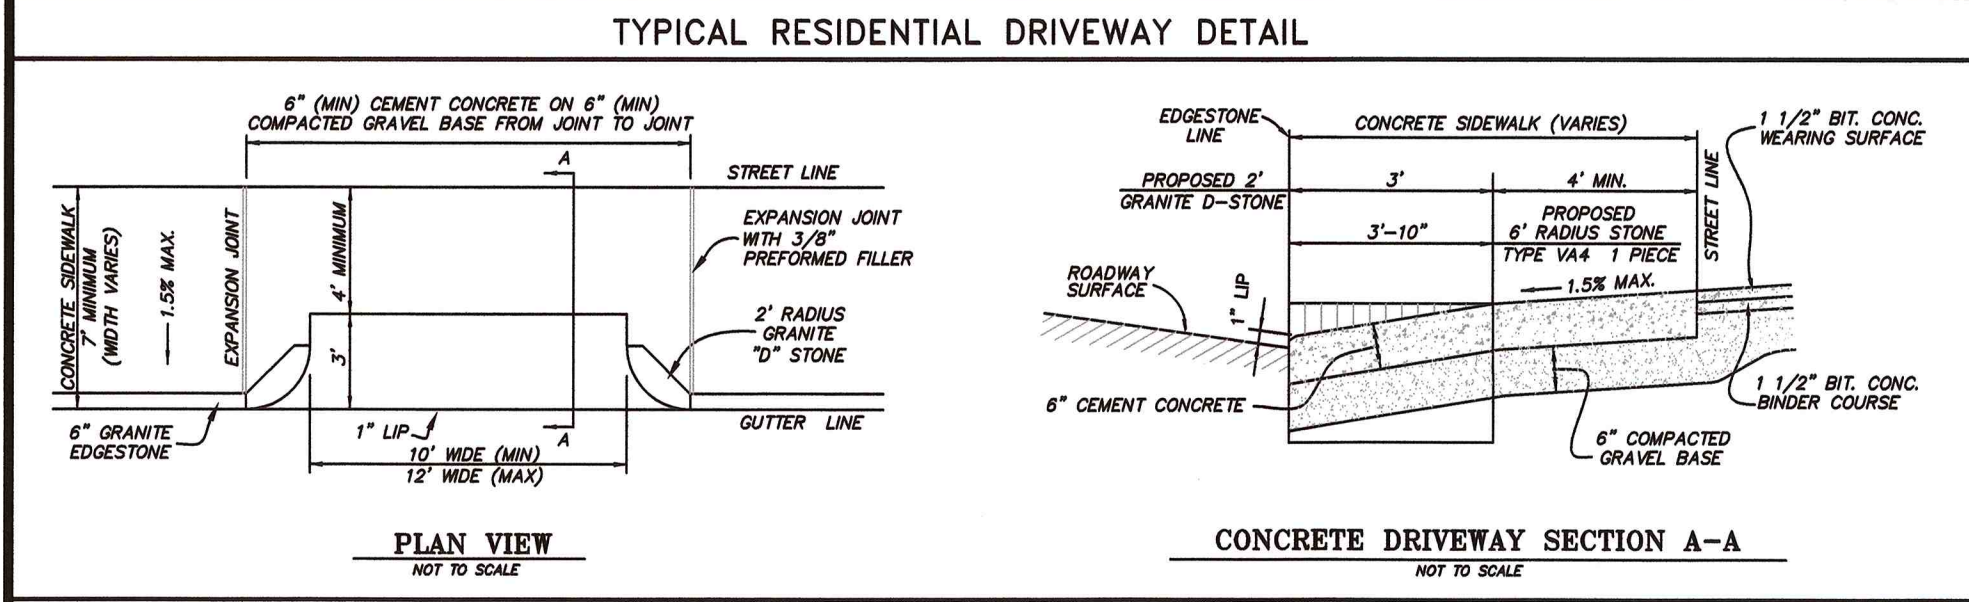 TYPICAL RESIDENTIAL DRIVEWAY DETAIL
6" (MIN) CEMENT CONCRETE ON 6" (MIN)
COMPACTED GRAVEL BASE FROM JOINT TO JOINT
A
STREET LINE
CONCRETE SIDEWALK
7' MINIMUM
(WIDTH VARIES)
1.5% MAX.
EXPANSION JOINT
4' MINIMUM
3'
EXPANSION JOINT
WITH 3/8"
PREFORMED FILLER
2' RADIUS
GRANITE
"D" STONE
6" GRANITE
EDGESTONE
1" LIP
A
GUTTER LINE
10' WIDE (MIN)
12' WIDE (MAX)
PLAN VIEW
NOT TO SCALE
EDGESTONE
LINE
CONCRETE SIDEWALK (VARIES)
1 1/2" BIT. CONC.
WEARING SURFACE
PROPOSED 2'
GRANITE D-STONE
3'
4' MIN.
STREET LINE
3'-10"
PROPOSED
6' RADIUS STONE
TYPE VA4 1 PIECE
ROADWAY
SURFACE
1" LIP
1.5% MAX.
6" CEMENT CONCRETE
1 1/2" BIT. CONC.
BINDER COURSE
6" COMPACTED
GRAVEL BASE
CONCRETE DRIVEWAY SECTION A-A
NOT TO SCALE